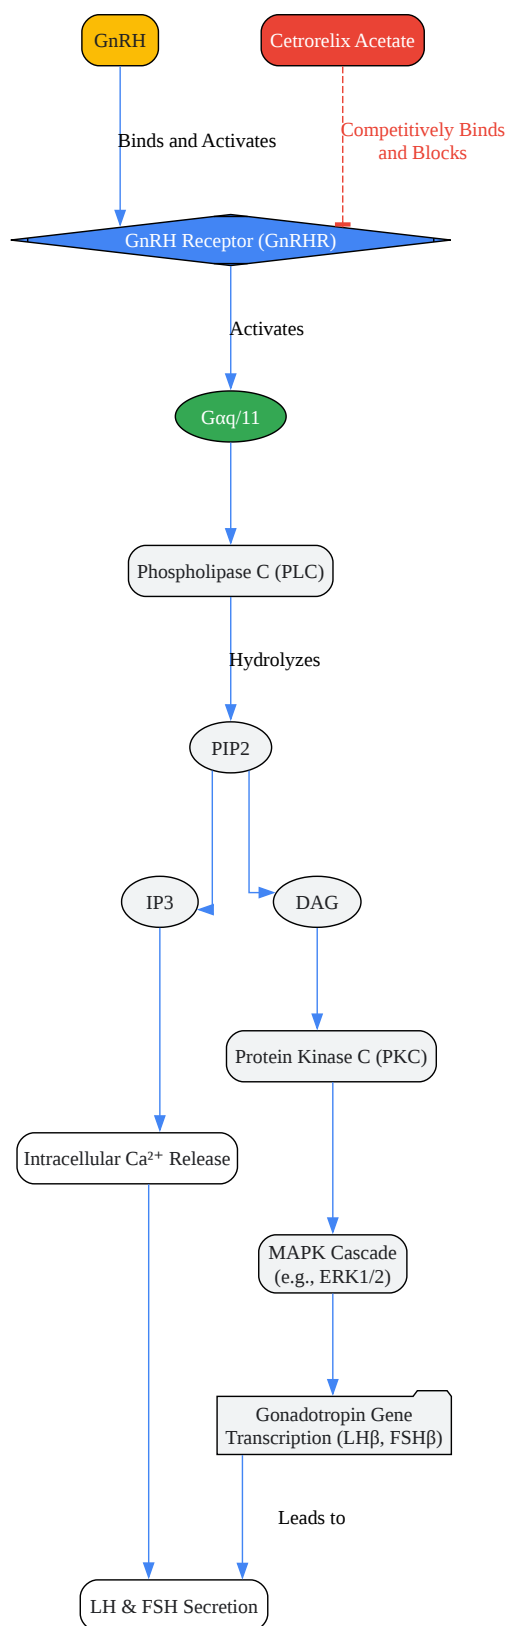 GnRH
Cetrorelix Acetate
Binds and Activates
Competitively Binds
and Blocks
GnRH Receptor (GnRHR)
Activates
Gαq/11
Phospholipase C (PLC)
Hydrolyzes
PIP2
IP3
DAG
Protein Kinase C (PKC)
Intracellular Ca²⁺ Release
MAPK Cascade
(e.g., ERK1/2)
Gonadotropin Gene
Transcription (LHβ, FSHβ)
Leads to
LH & FSH Secretion